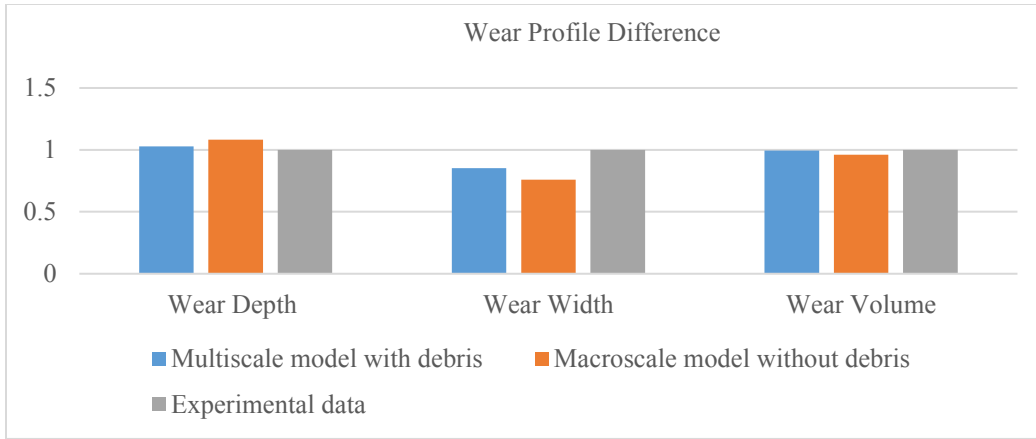 Wear Profile Difference
1.5
1
0.5
0
Wear Depth
Wear Width
Wear Volume
Multiscale model with debris
Macroscale model without debris
Experimental data